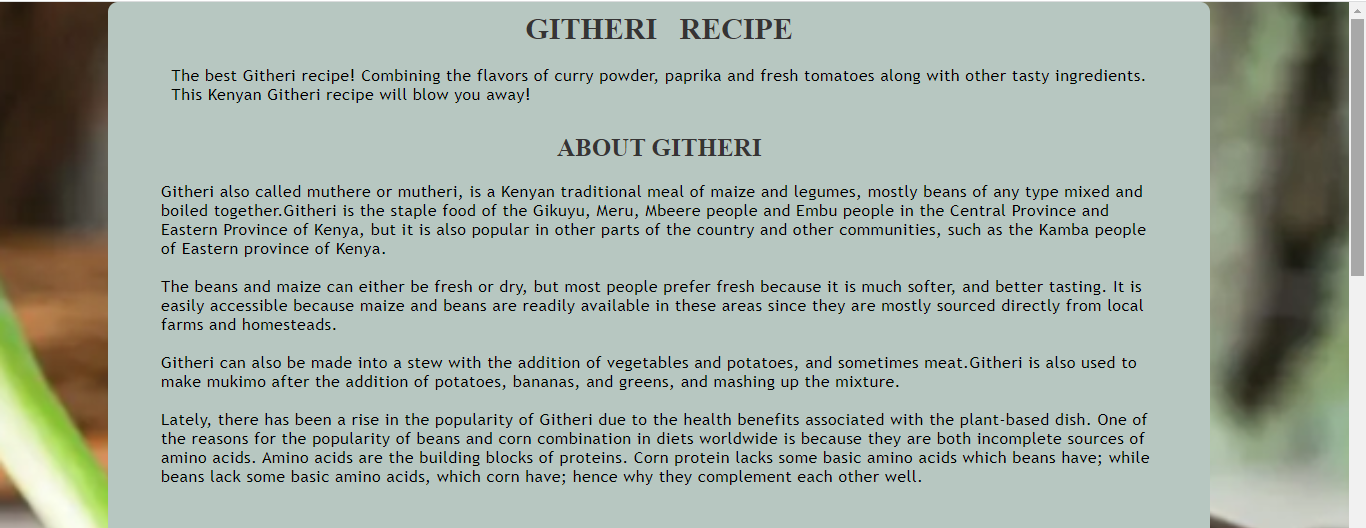 GITHERI RECIPE
The best Githeri recipe! Combining the flavors of curry powder, paprika and fresh tomatoes along with other tasty ingredients.
This Kenyan Githeri recipe will blow you away!
ABOUT GITHERI
Githeri also called muthere or mutheri, is a Kenyan traditional meal of maize and legumes, mostly beans of any type mixed and
boiled together.Githeri is the staple food of the Gikuyu, Meru, Mbeere people and Embu people in the Central Province and
Eastern Province of Kenya, but it is also popular in other parts of the country and other communities, such as the Kamba people
of Eastern province of Kenya.
The beans and maize can either be fresh or dry, but most people prefer fresh because it is much softer, and better tasting. It is
easily accessible because maize and beans are readily available in these areas since they are mostly sourced directly from local
farms and homesteads.
Githeri can also be made into a stew with the addition of vegetables and potatoes, and sometimes meat.Githeri is also used to
make mukimo after the addition of potatoes, bananas, and greens, and mashing up the mixture.
Lately, there has been a rise in the popularity of Githeri due to the health benefits associated with the plant-based dish. One of
the reasons for the popularity of beans and corn combination in diets worldwide is because they are both incomplete sources of
amino acids. Amino acids are the building blocks of proteins. Corn protein lacks some basic amino acids which beans have; while
beans lack some basic amino acids, which corn have; hence why they complement each other well.